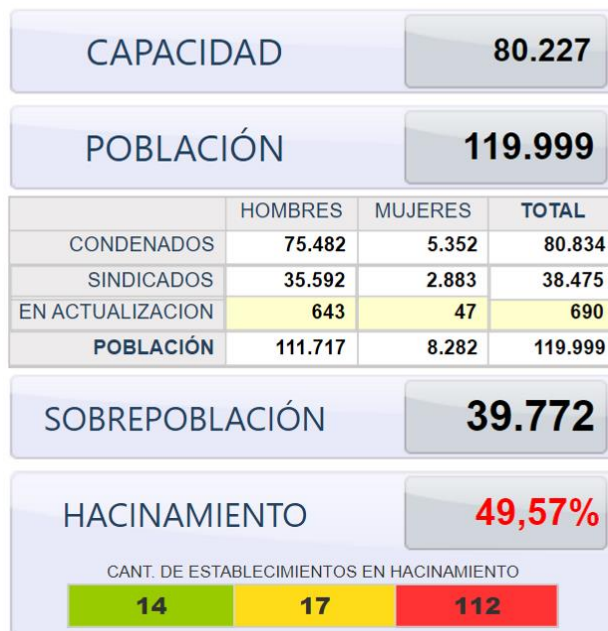 CAPACIDAD 80.227
POBLACIÓN 119.999
HOMBRES MUJERES TOTAL
CONDENADOS 75.482 5.352 80.834
SINDICADOS 35.592 2.883 38.475
EN ACTUALIZACION 643 47 690
POBLACIÓN 111.717 8.282 119.999
SOBREPOBLACIÓN 39.772
HACINAMIENTO 49,57%
CANT. DE ESTABLECIMIENTOS EN HACINAMIENTO
14 17 112